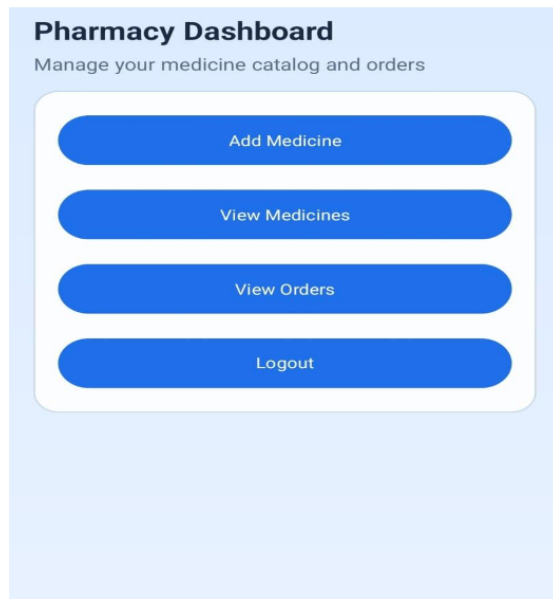 Pharmacy Dashboard
Manage your medicine catalog and orders
Add Medicine
View Medicines
View Orders
Logout